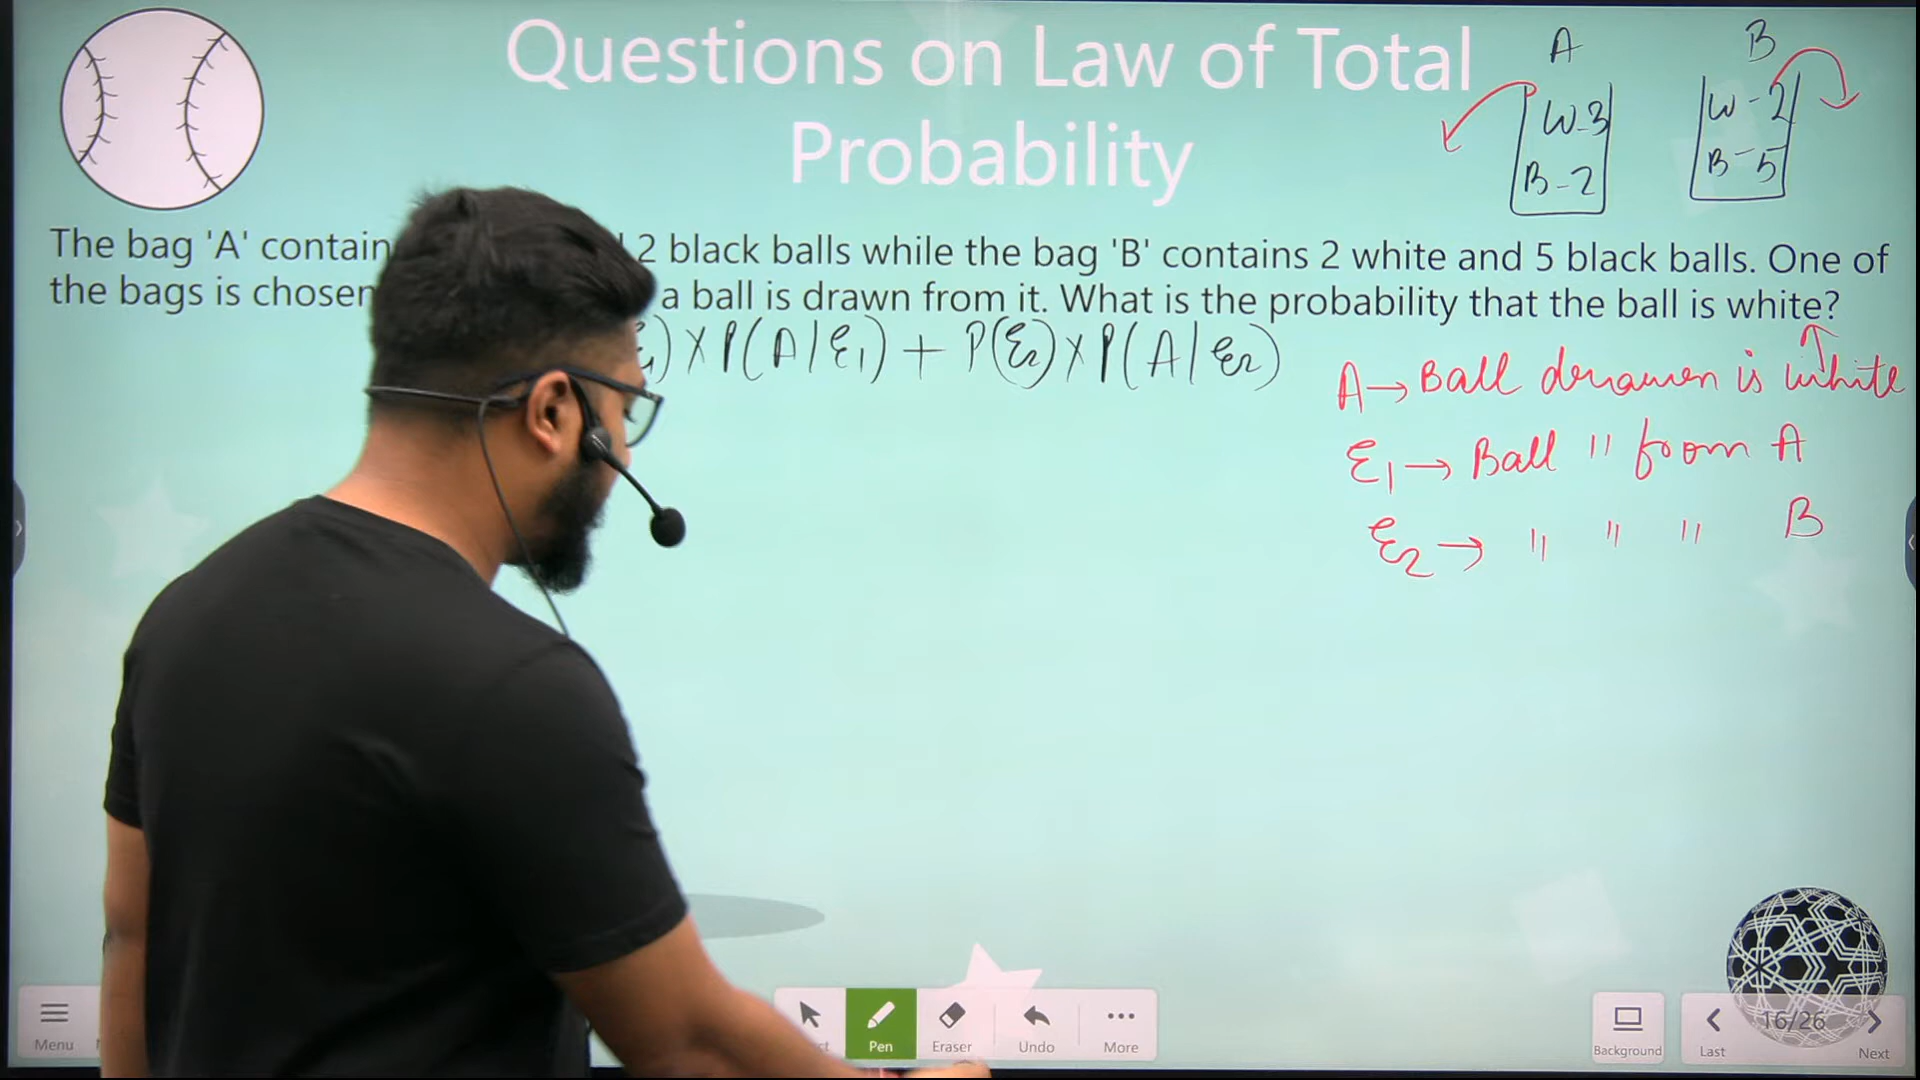 Questions on Law of Total
Probability
A
W-3
B-2
B
W-2
B-5
The bag 'A' contain 2 black balls while the bag 'B' contains 2 white and 5 black balls. One of
the bags is chosen a ball is drawn from it. What is the probability that the ball is white?
) X P(A/E1) + P(E2) X P(A/E2)
A → Ball is white
E1 → Ball " from A
E2 → " " " B
Menu
Pen
Eraser
Undo
More
Background
Last
16/26
Next